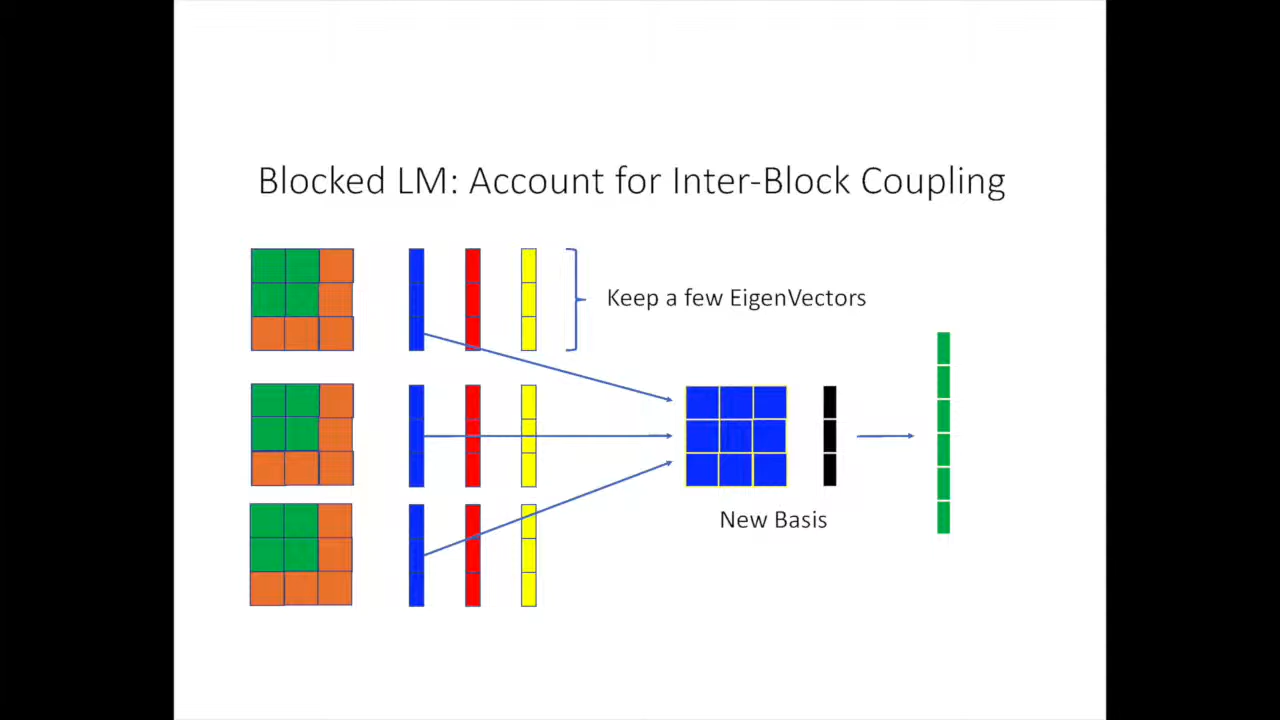 Blocked LM: Account for Inter-Block Coupling
Keep a few EigenVectors
New Basis